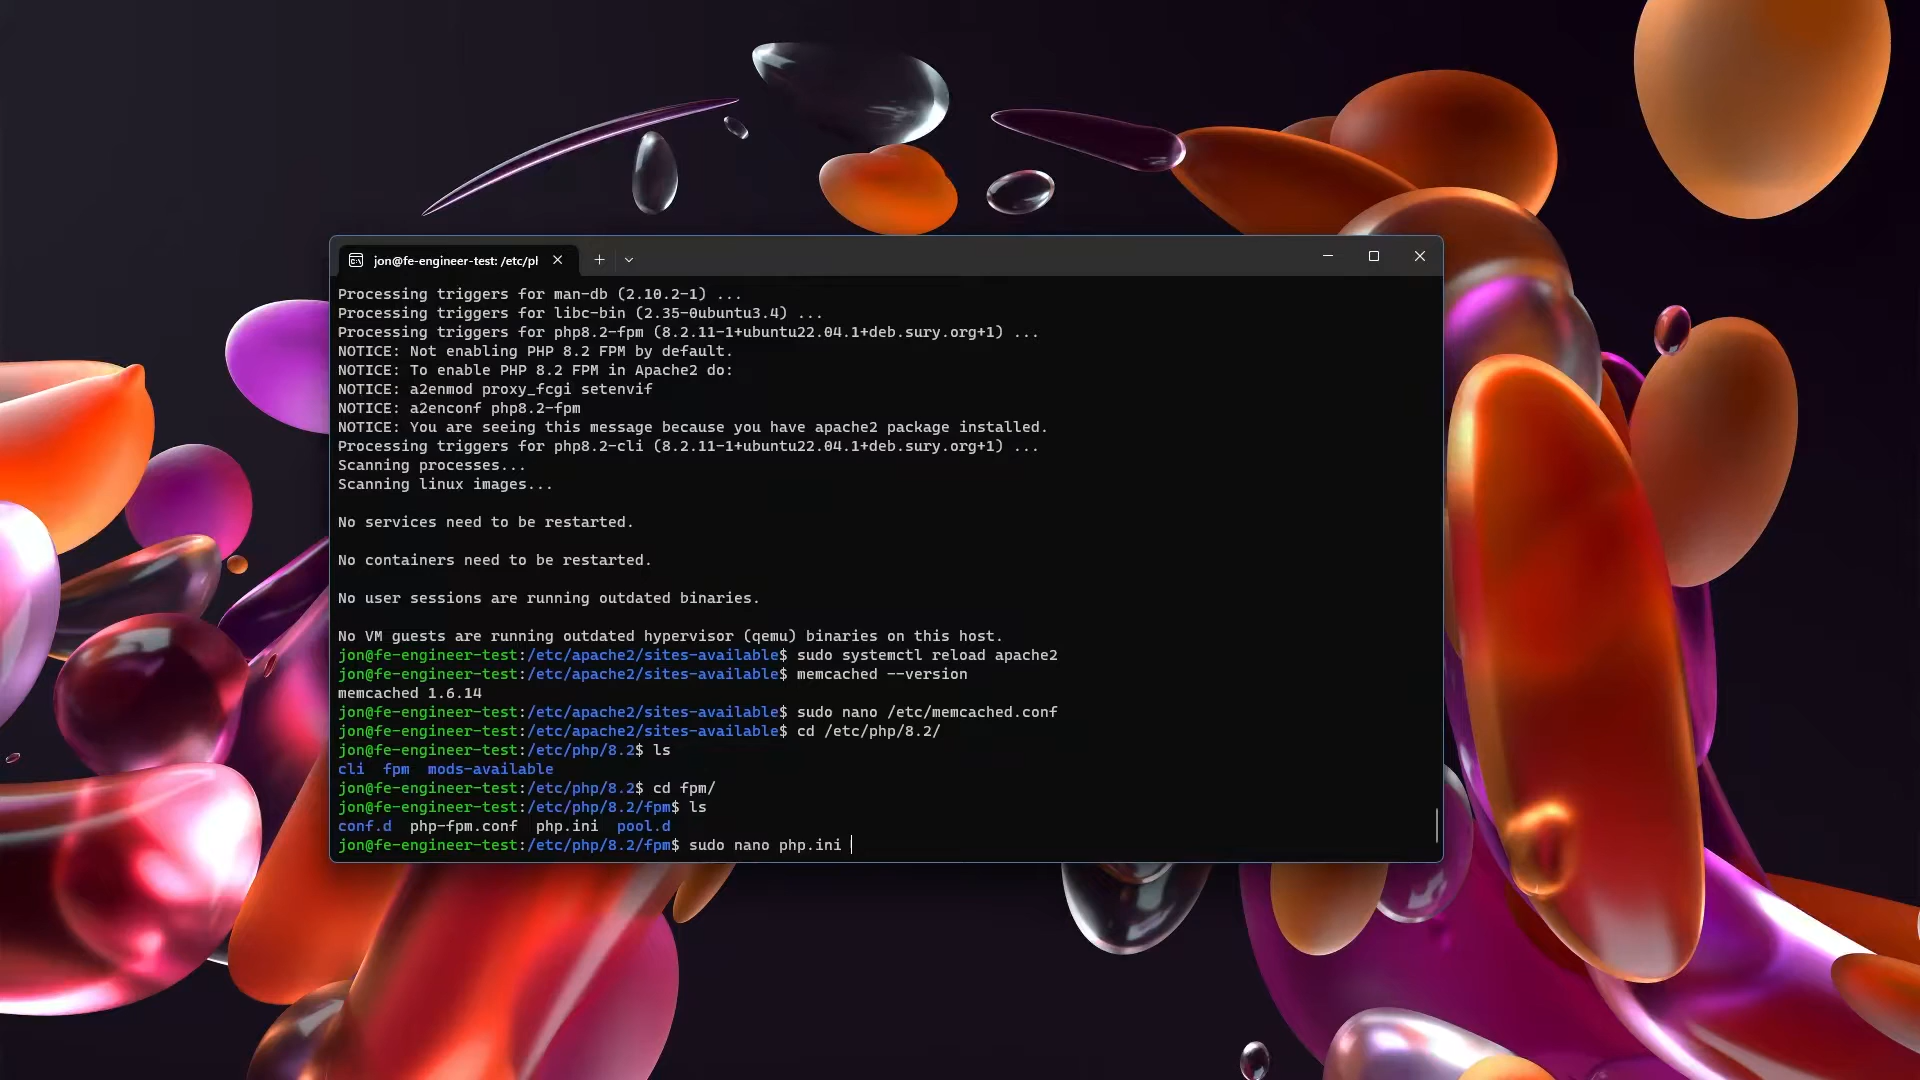 jon@fe-engineer-test: /etc/pl
Processing triggers for man-db (2.10.2-1) ...
Processing triggers for libc-bin (2.35-0ubuntu3.4) ...
Processing triggers for php8.2-fpm (8.2.11-1+ubuntu22.04.1+deb.sury.org+1) ...
NOTICE: Not enabling PHP 8.2 FPM by default.
NOTICE: To enable PHP 8.2 FPM in Apache2 do:
NOTICE: a2enmod proxy_fcgi setenvif
NOTICE: a2enconf php8.2-fpm
NOTICE: You are seeing this message because you have apache2 package installed.
Processing triggers for php8.2-cli (8.2.11-1+ubuntu22.04.1+deb.sury.org+1) ...
Scanning processes...
Scanning linux images...
No services need to be restarted.
No containers need to be restarted.
No user sessions are running outdated binaries.
No VM guests are running outdated hypervisor (qemu) binaries on this host.
jon@fe-engineer-test:/etc/apache2/sites-available$ sudo systemctl reload apache2
jon@fe-engineer-test:/etc/apache2/sites-available$ memcached --version
memcached 1.6.14
jon@fe-engineer-test:/etc/apache2/sites-available$ sudo nano /etc/memcached.conf
jon@fe-engineer-test:/etc/apache2/sites-available$ cd /etc/php/8.2/
jon@fe-engineer-test:/etc/php/8.2$ ls
cli fpm mods-available
jon@fe-engineer-test:/etc/php/8.2$ cd fpm/
jon@fe-engineer-test:/etc/php/8.2/fpm$ ls
conf.d php-fpm.conf php.ini pool.d
jon@fe-engineer-test:/etc/php/8.2/fpm$ sudo nano php.ini